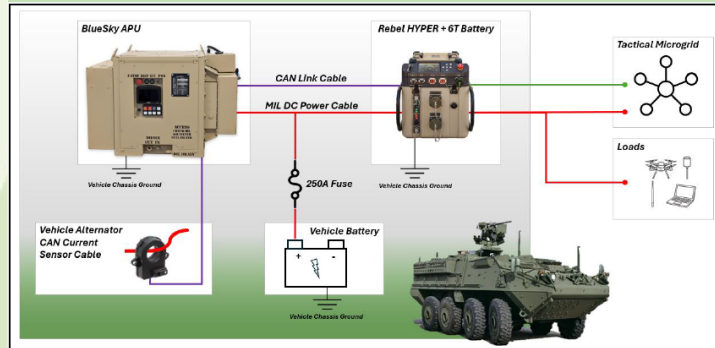 BlueSky APU
Rebel HYPER + 6T Battery
CAN Link Cable
MIL DC Power Cable
Tactical Microgrid
Vehicle Chassis Ground
250A Fuse
Vehicle Chassis Ground
Loads
Vehicle Alternator
CAN Current
Sensor Cable
Vehicle Battery
+ -
Vehicle Chassis Ground